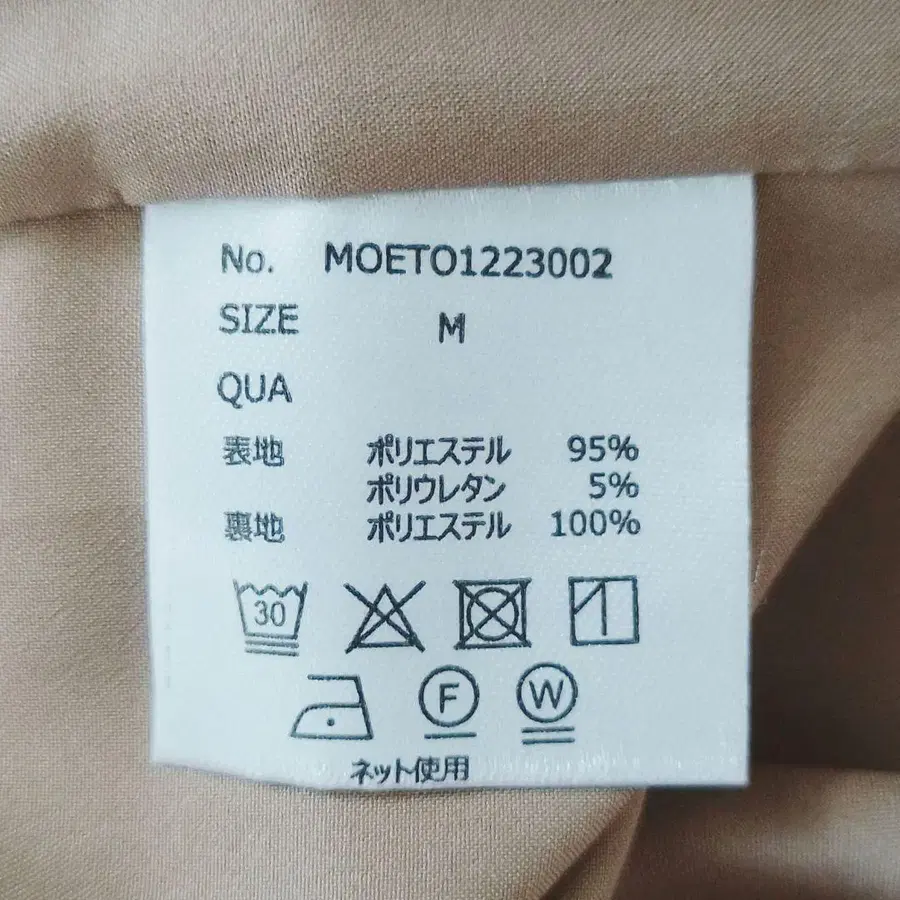 No. MOETO1223002
SIZE M
QUA
表地 ポリエステル 95%
ポリウレタン 5%
裏地 ポリエステル 100%
30
F W
ネット使用